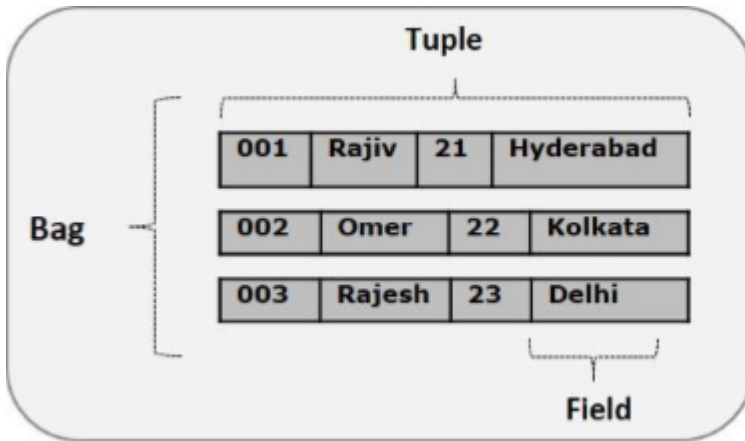 Tuple
001 Rajiv 21 Hyderabad
Bag
002 Omer 22 Kolkata
003 Rajesh 23 Delhi
Field